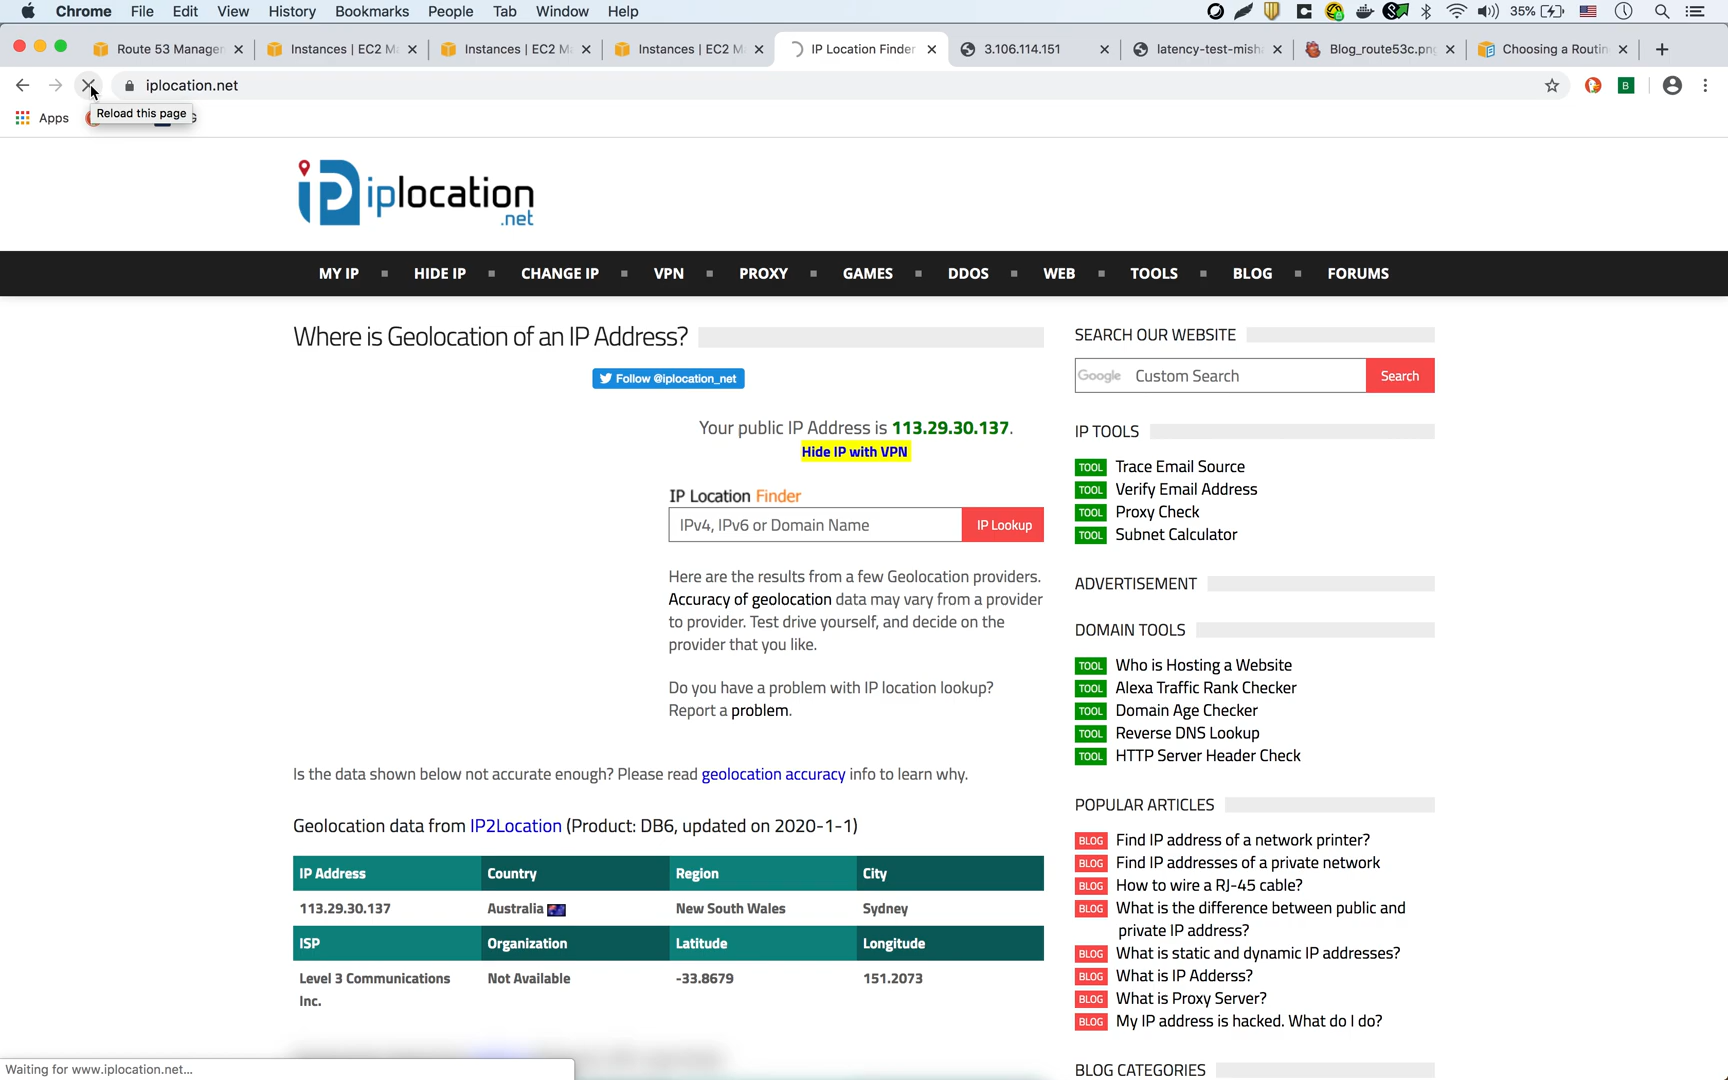 Chrome File Edit View History Bookmarks People Tab Window Help 35%
Route 53 Manager Instances | EC2 M Instances | EC2 M Instances | EC2 M IP Location Finder 3.106.114.151 latency-test-misha Blog_route53c.png Choosing a Routin
iplocation.net
Apps Reload this page
iplocation
.net
MY IP HIDE IP CHANGE IP VPN PROXY GAMES DDOS WEB TOOLS BLOG FORUMS
Where is Geolocation of an IP Address?
Follow @iplocation_net
Your public IP Address is 113.29.30.137.
Hide IP with VPN
IP Location Finder
IPv4, IPv6 or Domain Name IP Lookup
Here are the results from a few Geolocation providers.
Accuracy of geolocation data may vary from a provider
to provider. Test drive yourself, and decide on the
provider that you like.
Do you have a problem with IP location lookup?
Report a problem.
Is the data shown below not accurate enough? Please read geolocation accuracy info to learn why.
Geolocation data from IP2Location (Product: DB6, updated on 2020-1-1)
IP Address Country Region City
113.29.30.137 Australia New South Wales Sydney
ISP Organization Latitude Longitude
Level 3 Communications Not Available -33.8679 151.2073
Inc.
SEARCH OUR WEBSITE
Google Custom Search Search
IP TOOLS
TOOL Trace Email Source
TOOL Verify Email Address
TOOL Proxy Check
TOOL Subnet Calculator
ADVERTISEMENT
DOMAIN TOOLS
TOOL Who is Hosting a Website
TOOL Alexa Traffic Rank Checker
TOOL Domain Age Checker
TOOL Reverse DNS Lookup
TOOL HTTP Server Header Check
POPULAR ARTICLES
BLOG Find IP address of a network printer?
BLOG Find IP addresses of a private network
BLOG How to wire a RJ-45 cable?
BLOG What is the difference between public and
private IP address?
BLOG What is static and dynamic IP addresses?
BLOG What is IP Adderss?
BLOG What is Proxy Server?
BLOG My IP address is hacked. What do I do?
BLOG CATEGORIES
Waiting for www.iplocation.net...